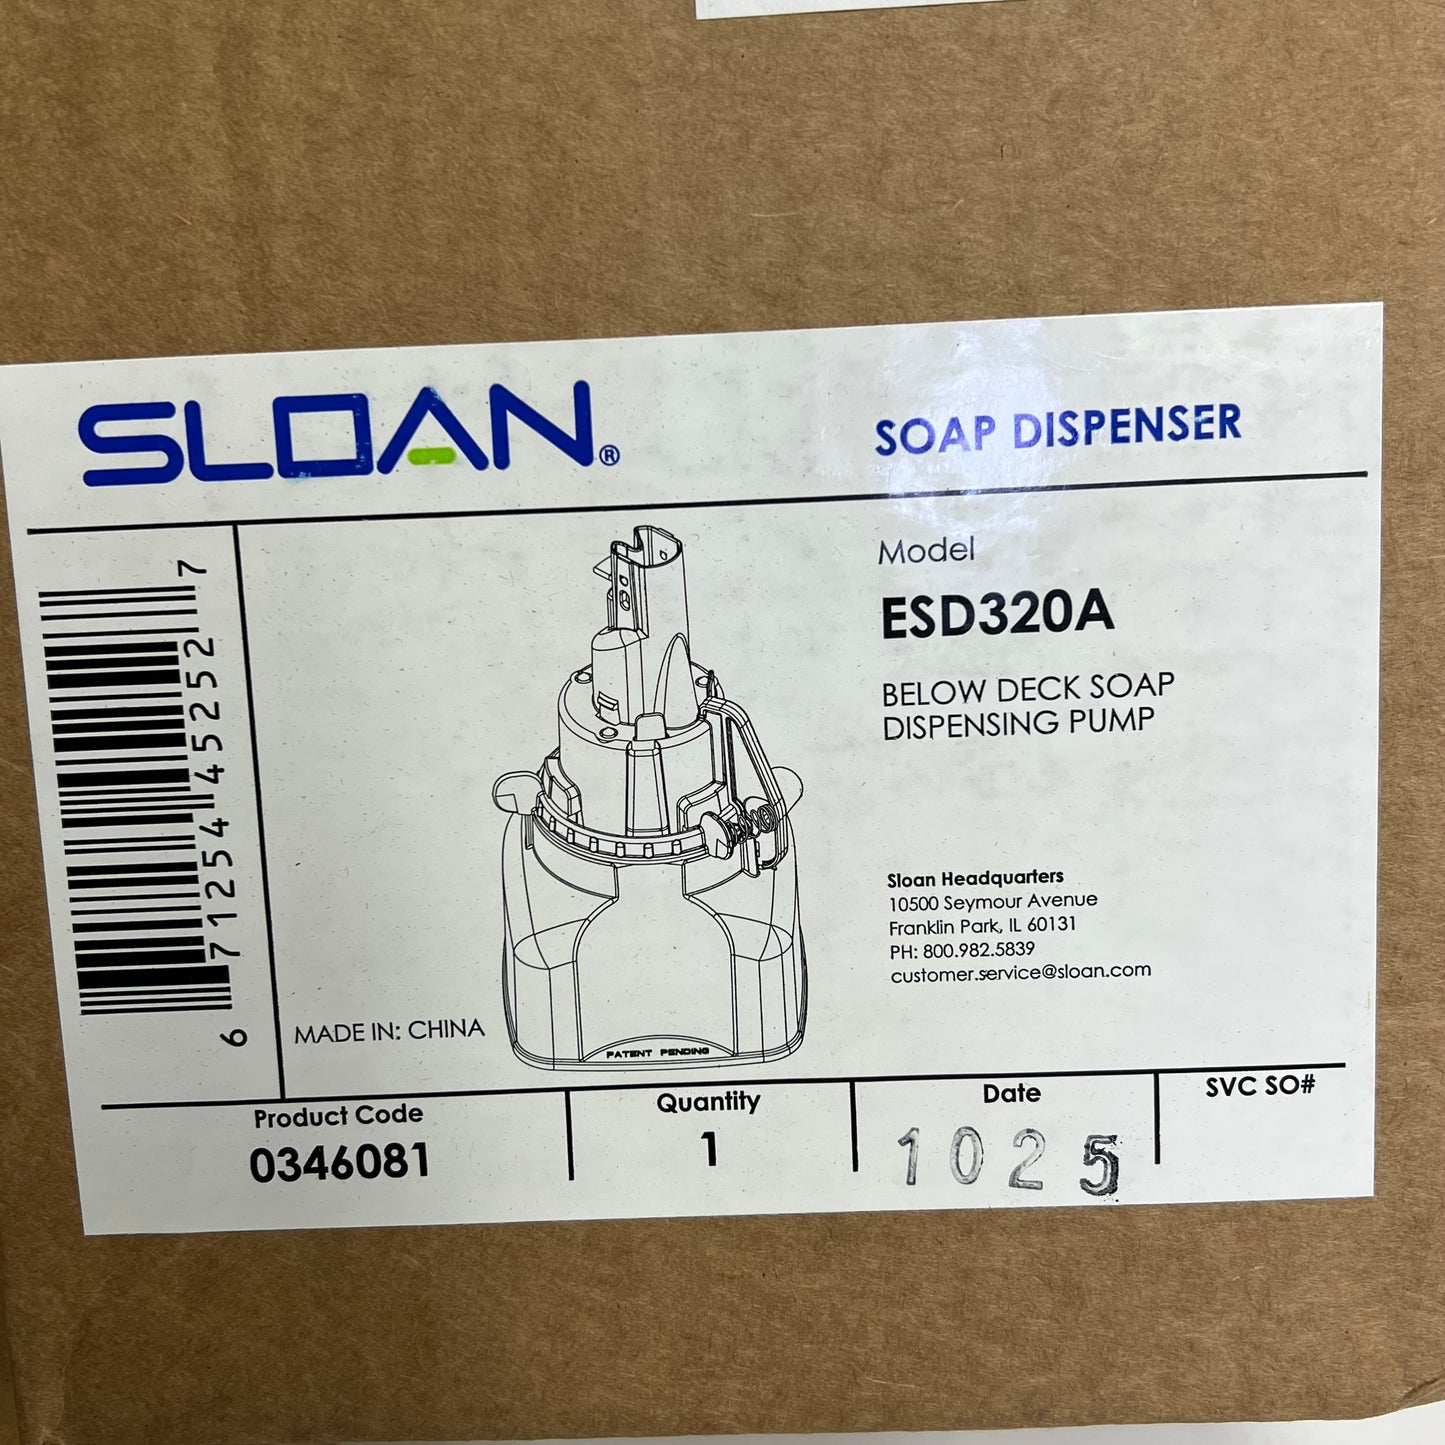 SLOAN®
SOAP DISPENSER
6 71254 45252 7
Model
ESD320A
BELOW DECK SOAP
DISPENSING PUMP
Sloan Headquarters
10500 Seymour Avenue
Franklin Park, IL 60131
PH: 800.982.5839
customer.service@sloan.com
MADE IN: CHINA
PATENT PENDING
Product Code
0346081
Quantity
1
Date
1025
SVC SO#